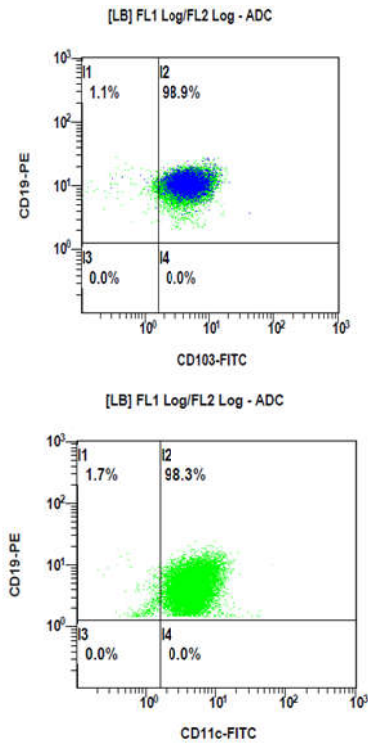 [LB] FL1 Log/FL2 Log - ADC
10³
I1
I2
1.1%
98.9%
10²
CD19-PE
10¹
10⁰
I3
I4
0.0%
0.0%
10⁰
10¹
10²
10³
CD103-FITC
[LB] FL1 Log/FL2 Log - ADC
10³
I1
I2
1.7%
98.3%
10²
CD19-PE
10¹
10⁰
I3
I4
0.0%
0.0%
10⁰
10¹
10²
10³
CD11c-FITC